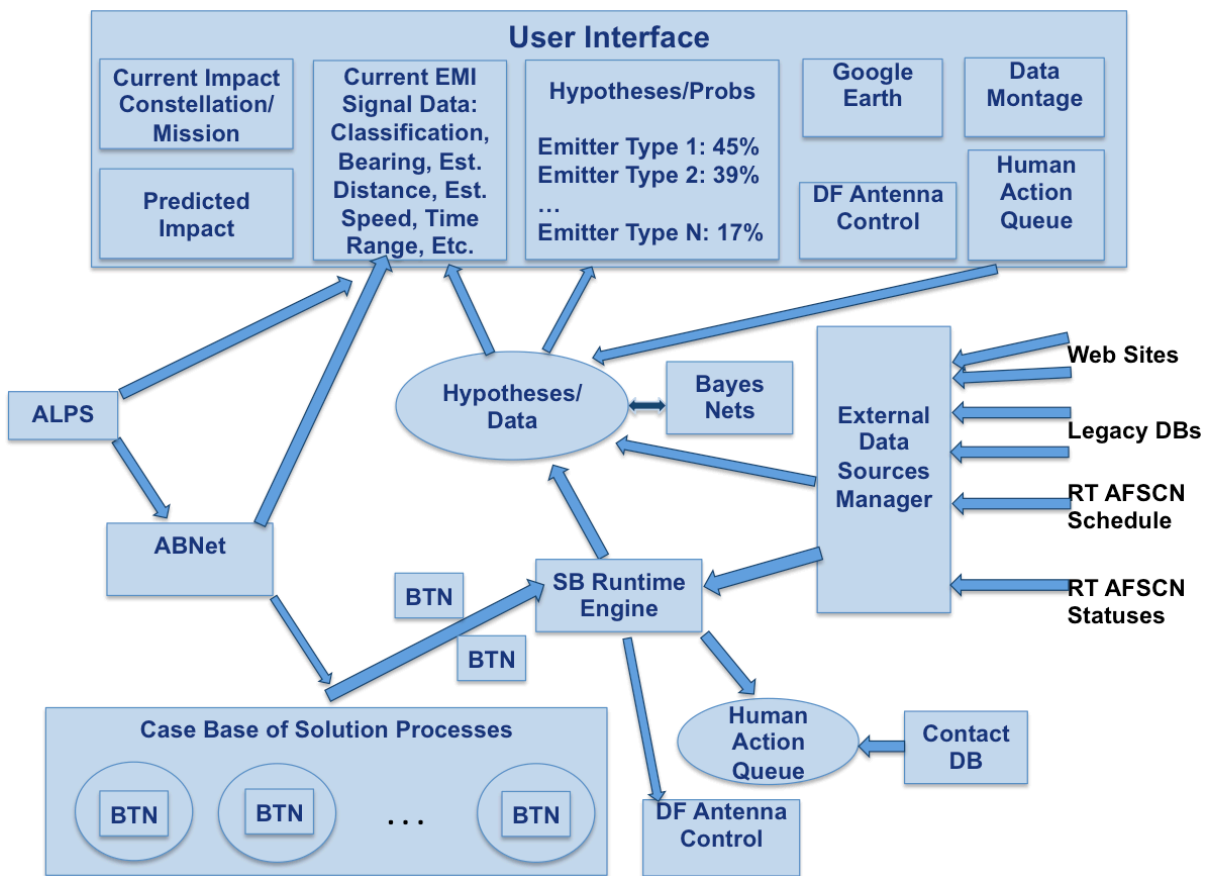 User Interface
Current Impact
Constellation/
Mission
Predicted
Impact
Current EMI
Signal Data:
Classification,
Bearing, Est.
Distance, Est.
Speed, Time
Range, Etc.
Hypotheses/Probs
Emitter Type 1: 45%
Emitter Type 2: 39%
…
Emitter Type N: 17%
Google
Earth
Data
Montage
DF Antenna
Control
Human
Action
Queue
ALPS
ABNet
Hypotheses/
Data
Bayes
Nets
External
Data
Sources
Manager
Web Sites
Legacy DBs
RT AFSCN
Schedule
RT AFSCN
Statuses
BTN
BTN
SB Runtime
Engine
Case Base of Solution Processes
BTN
BTN
. . .
BTN
Human
Action
Queue
Contact
DB
DF Antenna
Control